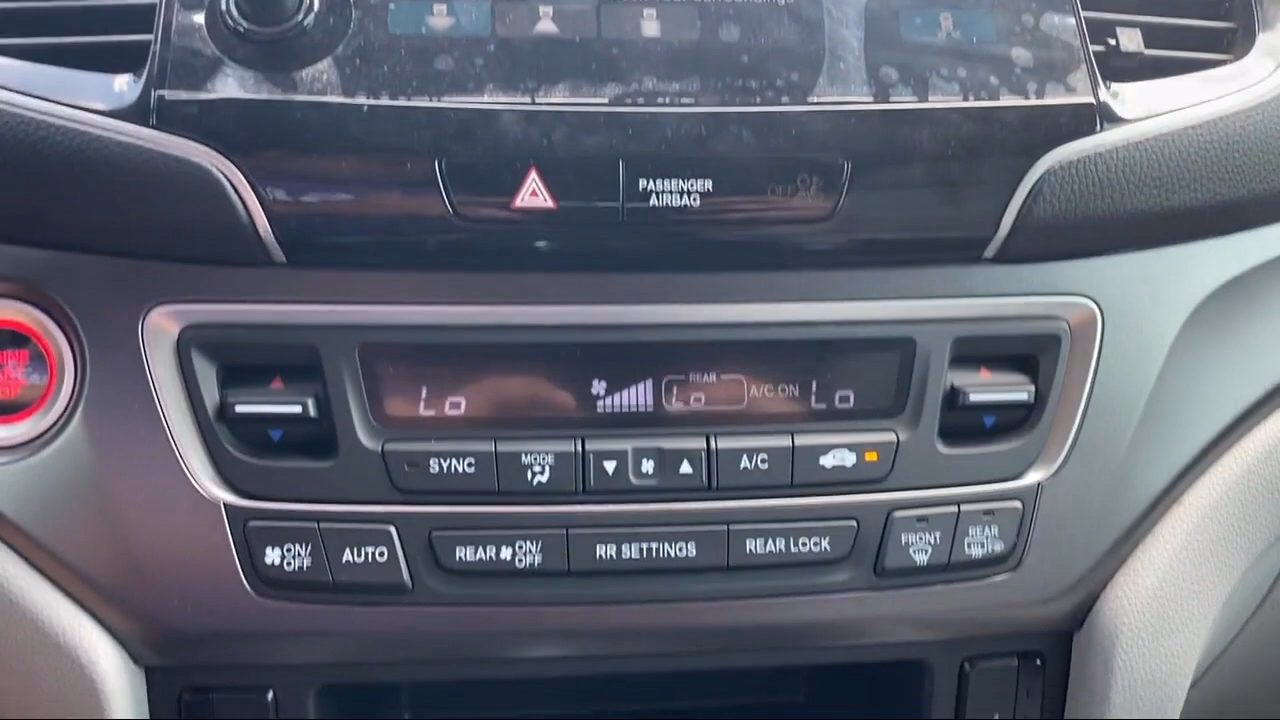 PASSENGER
AIRBAG
OFF
Lo
REAR
Lo
A/C ON
Lo
SYNC
MODE
A/C
ON/
OFF
AUTO
REAR ON/
OFF
RR SETTINGS
REAR LOCK
FRONT
REAR